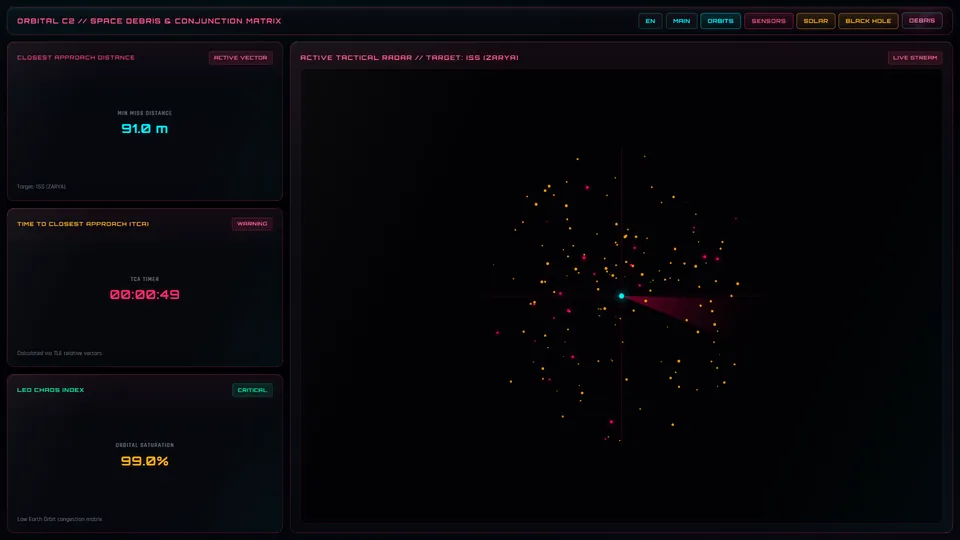 ORBITAL C2 // SPACE DEBRIS & CONJUNCTION MATRIX
EN
MAIN
ORBITS
SENSORS
SOLAR
BLACK HOLE
DEBRIS
CLOSEST APPROACH DISTANCE
ACTIVE VECTOR
MIN MISS DISTANCE
91.0 m
Target: ISS (ZARYA)
TIME TO CLOSEST APPROACH (TCA)
WARNING
TCA TIMER
00:00:49
Calculated via TLE relative vectors
LEO CHAOS INDEX
CRITICAL
ORBITAL SATURATION
99.0%
Low Earth Orbit congestion matrix
ACTIVE TACTICAL RADAR // TARGET: ISS (ZARYA)
LIVE STREAM